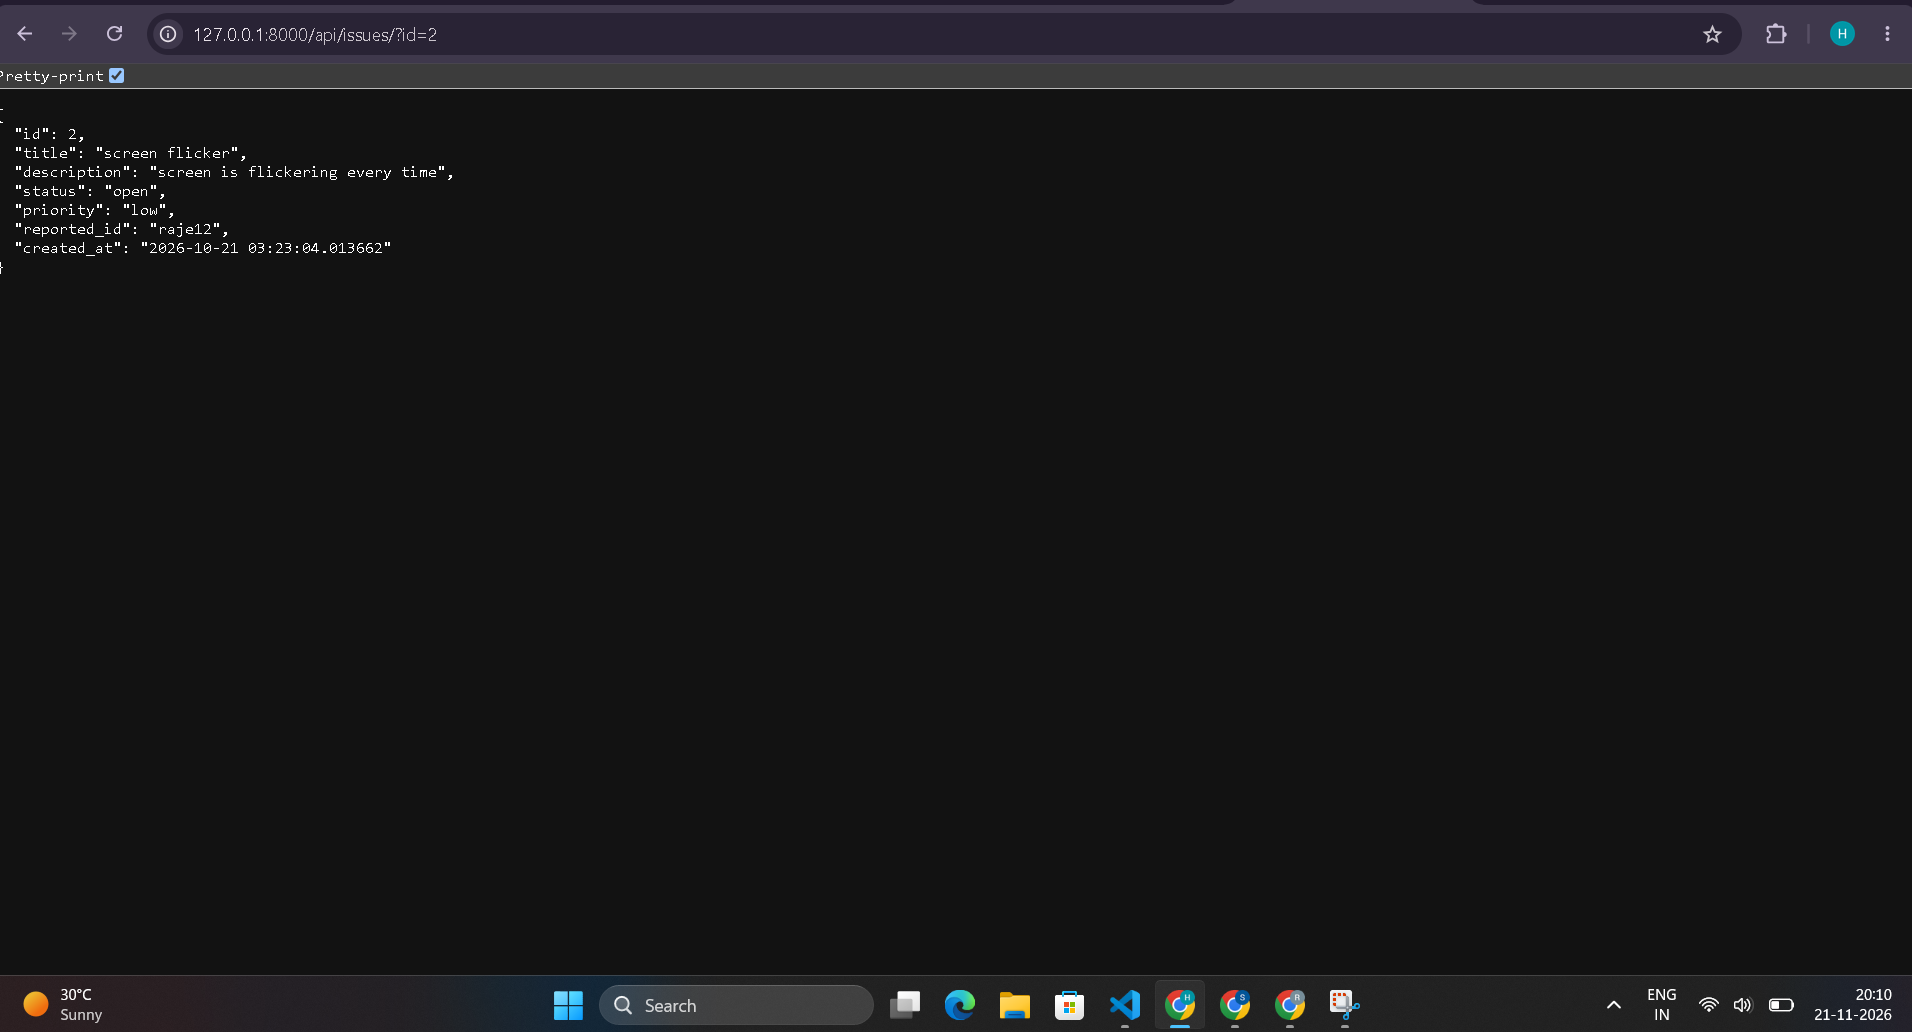 127.0.0.1:8000/api/issues/?id=2
Pretty-print
{
"id": 2,
"title": "screen flicker",
"description": "screen is flickering every time",
"status": "open",
"priority": "low",
"reported_id": "raje12",
"created_at": "2026-10-21 03:23:04.013662"
}
H
30°C
Sunny
Search
H
S
R
ENG
IN
20:10
21-11-2026